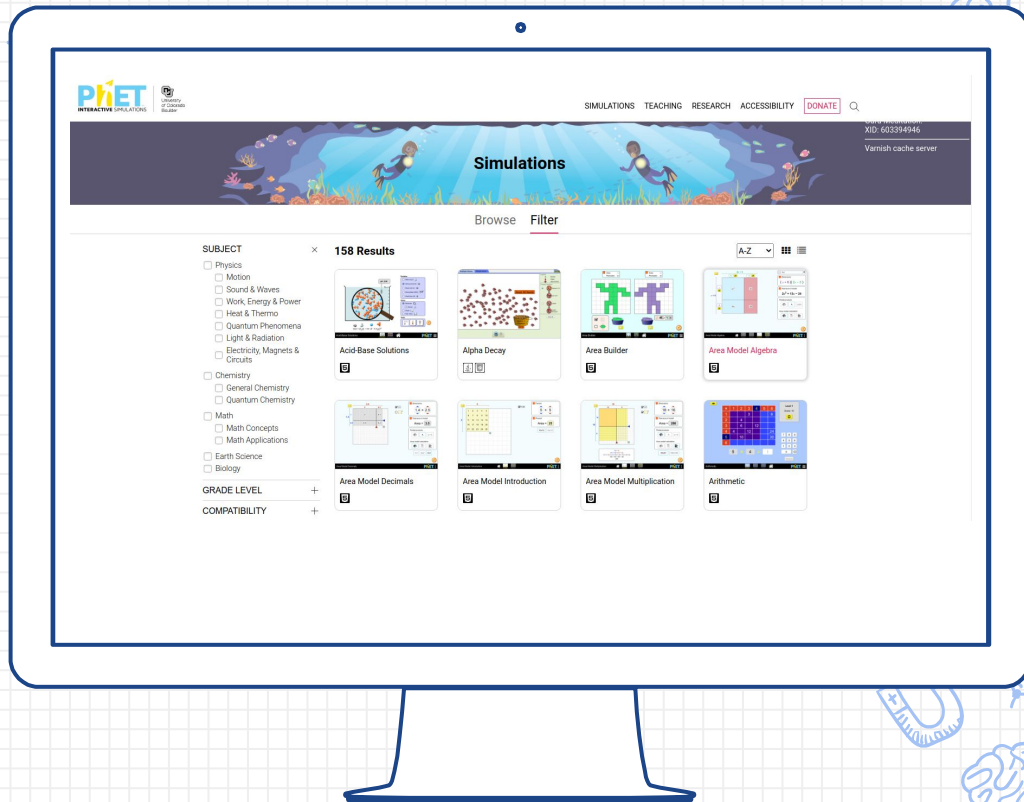 PhET
INTERACTIVE SIMULATIONS
University
of Colorado
Boulder
SIMULATIONS TEACHING RESEARCH ACCESSIBILITY DONATE
XID: 603394946
Varnish cache server
Simulations
Browse Filter
SUBJECT
158 Results
A-Z
Physics
Motion
Sound & Waves
Work, Energy & Power
Heat & Thermo
Quantum Phenomena
Light & Radiation
Electricity, Magnets &
Circuits
Chemistry
General Chemistry
Quantum Chemistry
Math
Math Concepts
Math Applications
Earth Science
Biology
GRADE LEVEL
COMPATIBILITY
Acid-Base Solutions
Alpha Decay
Area Builder
Area Model Algebra
Area Model Decimals
Area Model Introduction
Area Model Multiplication
Arithmetic